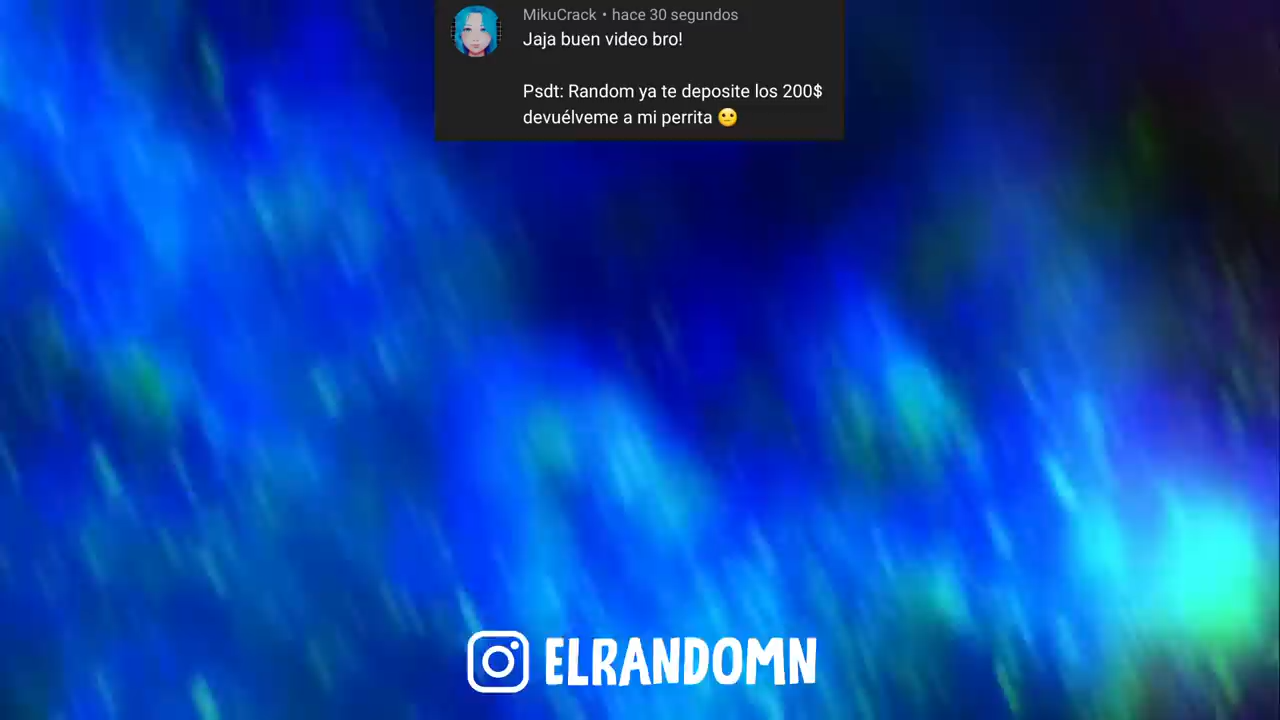 MikuCrack • hace 30 segundos
Jaja buen video bro!
Psdt: Random ya te deposite los 200$
devuélveme a mi perrita 😐
ELRANDOMN